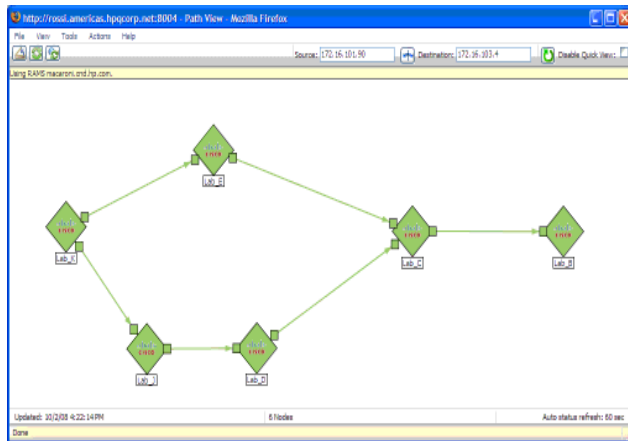 http://rossi.americas.hpqcorp.net:8004 - Path View - Mozilla Firefox
File View Tools Actions Help
Source: 172.16.101.90 Destination: 172.16.103.4 Disable Quick View:
Using RAMS macaroni.cnd.hp.com.
Lab_E
Lab_K
Lab_C
Lab_B
Lab_J
Lab_D
Updated: 10/2/08 4:22:14 PM 6 Nodes Auto status refresh: 60 sec
Done